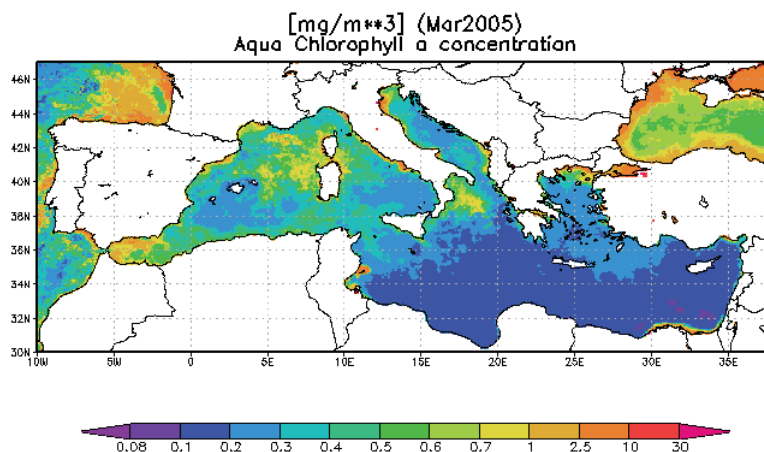 [mg/m**3] (Mar2005)
Aqua Chlorophyll a concentration
46N
44N
42N
40N
38N
36N
34N
32N
30N
10W 5W 0 5E 10E 15E 20E 25E 30E 35E
0.08 0.1 0.2 0.3 0.4 0.5 0.6 0.7 1 2.5 10 30